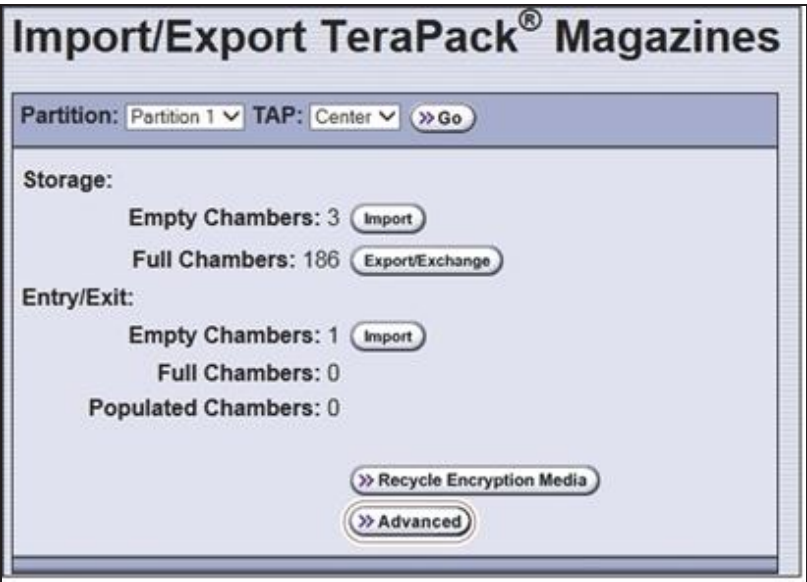 Import/Export TeraPack® Magazines
Partition: Partition 1 TAP: Center >> Go
Storage:
Empty Chambers: 3 Import
Full Chambers: 186 Export/Exchange
Entry/Exit:
Empty Chambers: 1 Import
Full Chambers: 0
Populated Chambers: 0
>> Recycle Encryption Media
>> Advanced